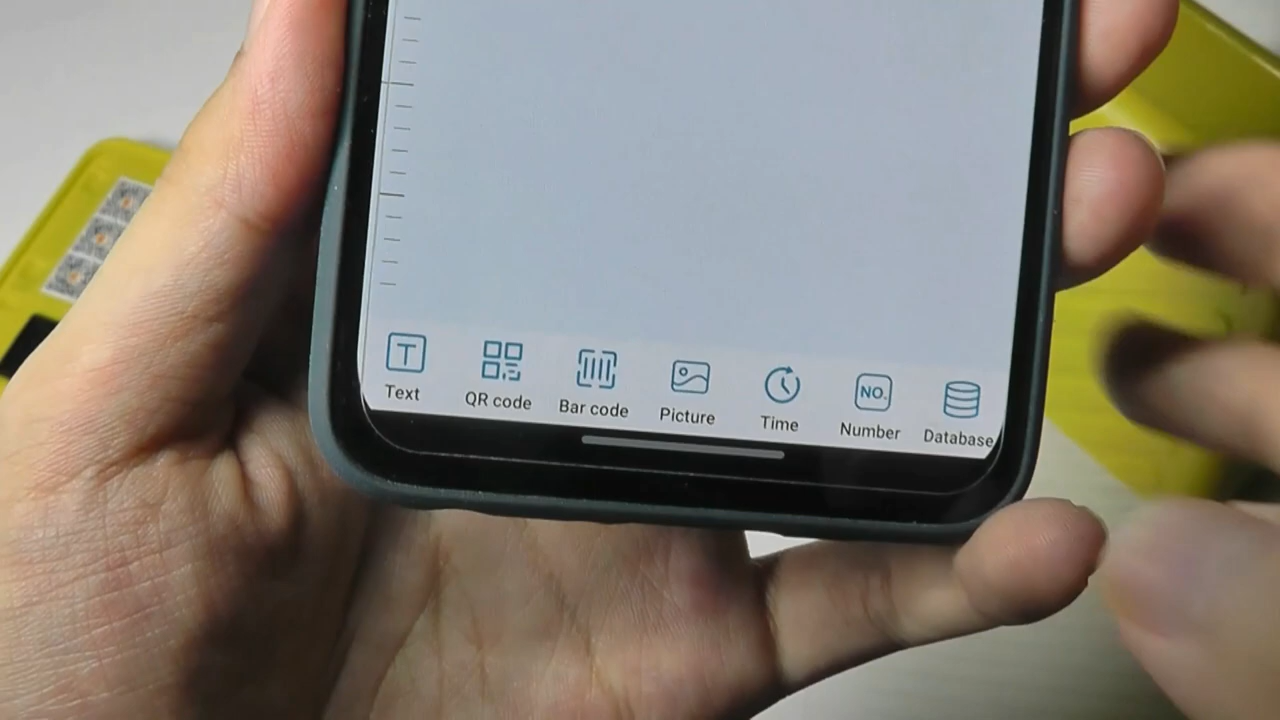 T
Text
QR code
Bar code
Picture
Time
NO.
Number
Database